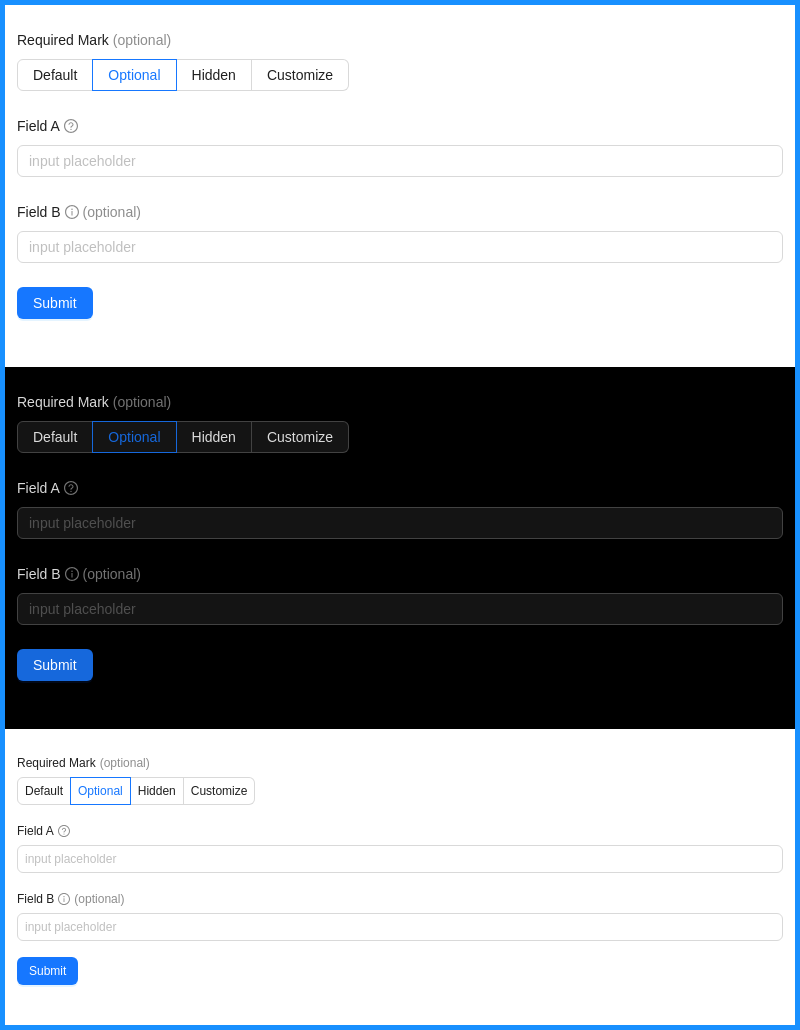 Required Mark (optional)
Default Optional Hidden Customize
Field A
input placeholder
Field B (optional)
input placeholder
Submit
Required Mark (optional)
Default Optional Hidden Customize
Field A
input placeholder
Field B (optional)
input placeholder
Submit
Required Mark (optional)
Default Optional Hidden Customize
Field A
input placeholder
Field B (optional)
input placeholder
Submit